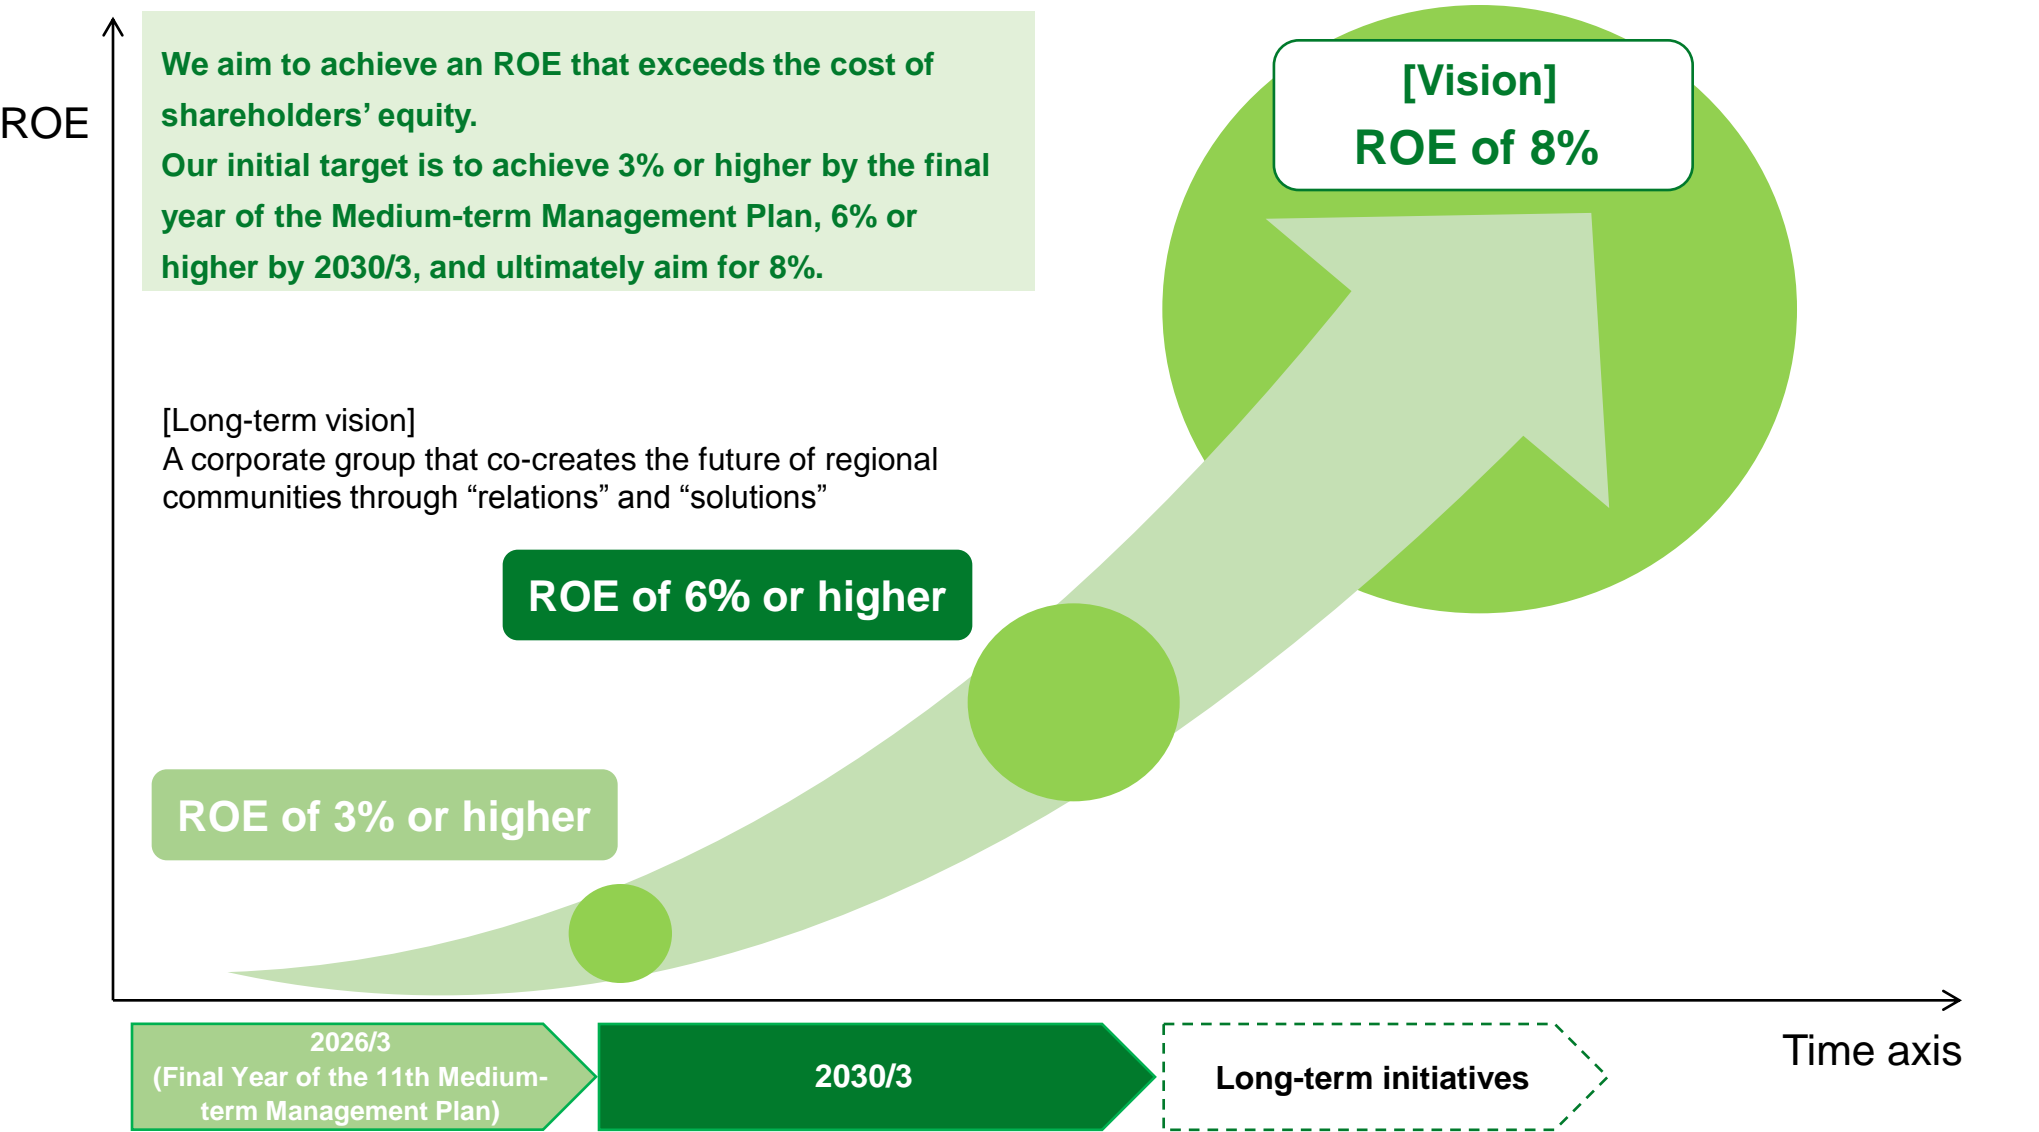 ROE
We aim to achieve an ROE that exceeds the cost of
shareholders’ equity.
Our initial target is to achieve 3% or higher by the final
year of the Medium-term Management Plan, 6% or
higher by 2030/3, and ultimately aim for 8%.
[Vision]
ROE of 8%
[Long-term vision]
A corporate group that co-creates the future of regional
communities through “relations” and “solutions”
ROE of 6% or higher
ROE of 3% or higher
2026/3
(Final Year of the 11th Medium-
term Management Plan)
2030/3
Long-term initiatives
Time axis